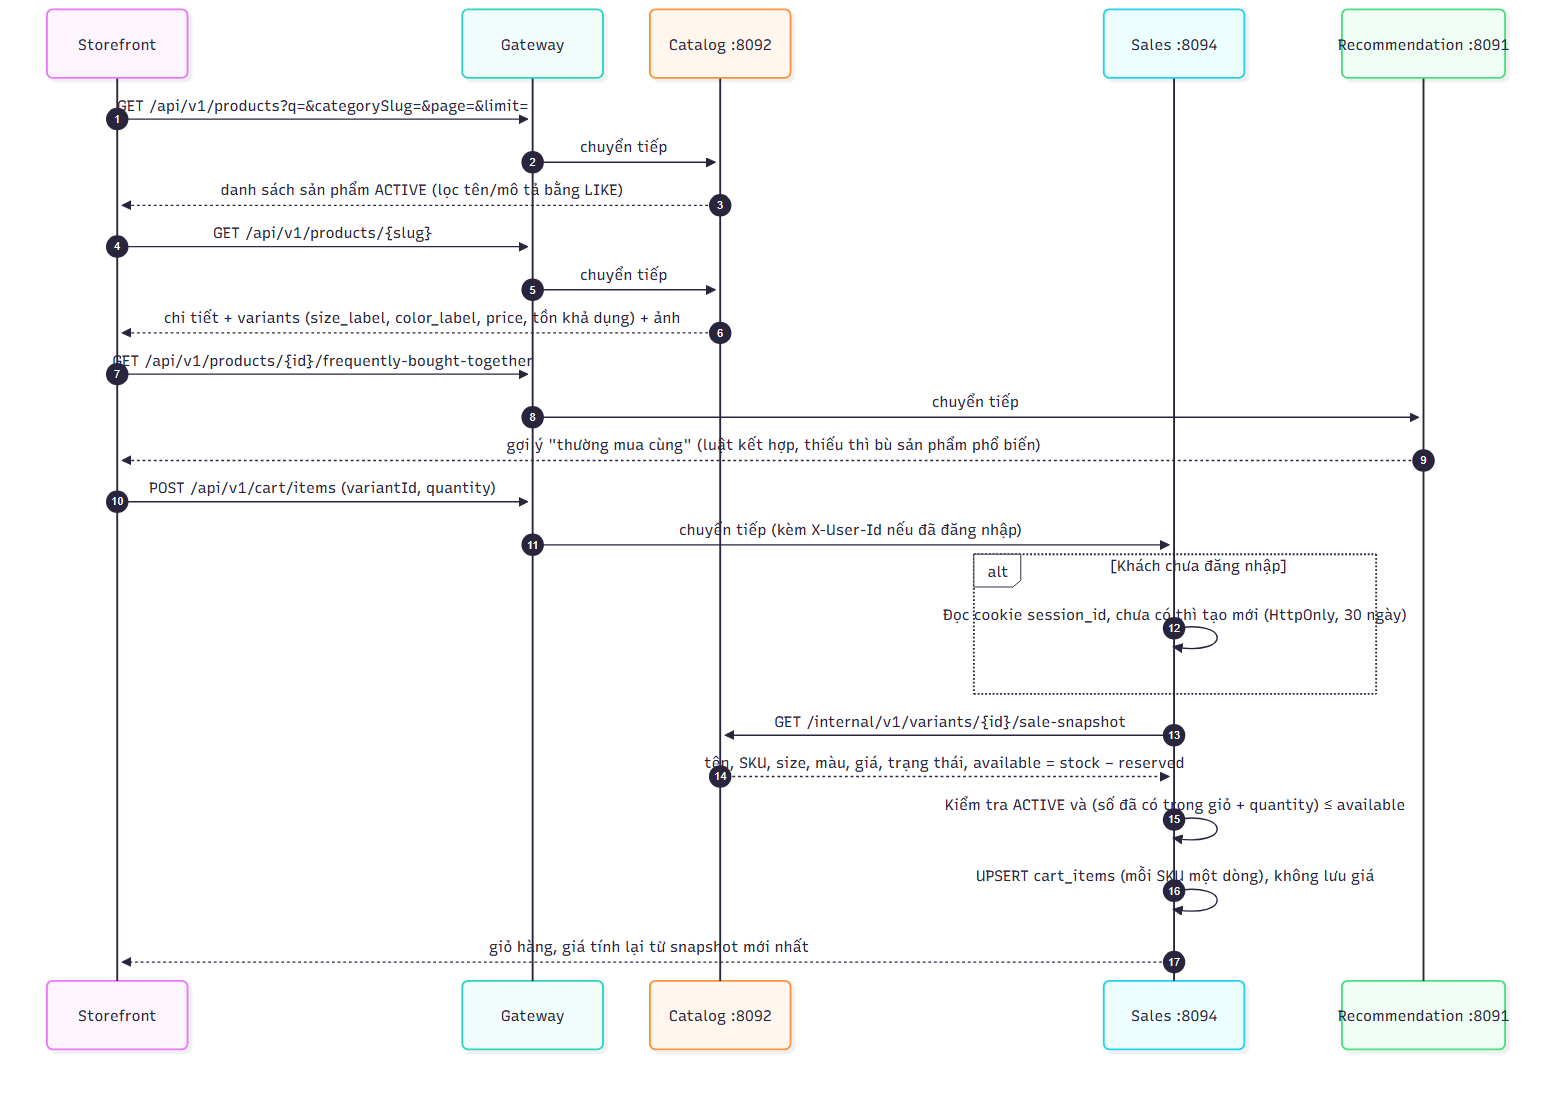 Storefront
Gateway
Catalog :8092
Sales :8094
Recommendation :8091
GET /api/v1/products?q=&categorySlug=&page=&limit=
1
chuyển tiếp
2
danh sách sản phẩm ACTIVE (lọc tên/mô tả bằng LIKE)
3
GET /api/v1/products/{slug}
4
chuyển tiếp
5
chi tiết + variants (size_label, color_label, price, tồn khả dụng) + ảnh
6
GET /api/v1/products/{id}/frequently-bought-together
7
chuyển tiếp
8
gợi ý "thường mua cùng" (luật kết hợp, thiếu thì bù sản phẩm phổ biến)
9
POST /api/v1/cart/items (variantId, quantity)
10
chuyển tiếp (kèm X-User-Id nếu đã đăng nhập)
11
alt
[Khách chưa đăng nhập]
Đọc cookie session_id, chưa có thì tạo mới (HttpOnly, 30 ngày)
12
GET /internal/v1/variants/{id}/sale-snapshot
13
tên, SKU, size, màu, giá, trạng thái, available = stock – reserved
14
Kiểm tra ACTIVE và (số đã có trong giỏ + quantity) ≤ available
15
UPSERT cart_items (mỗi SKU một dòng), không lưu giá
16
giỏ hàng, giá tính lại từ snapshot mới nhất
17
Storefront
Gateway
Catalog :8092
Sales :8094
Recommendation :8091